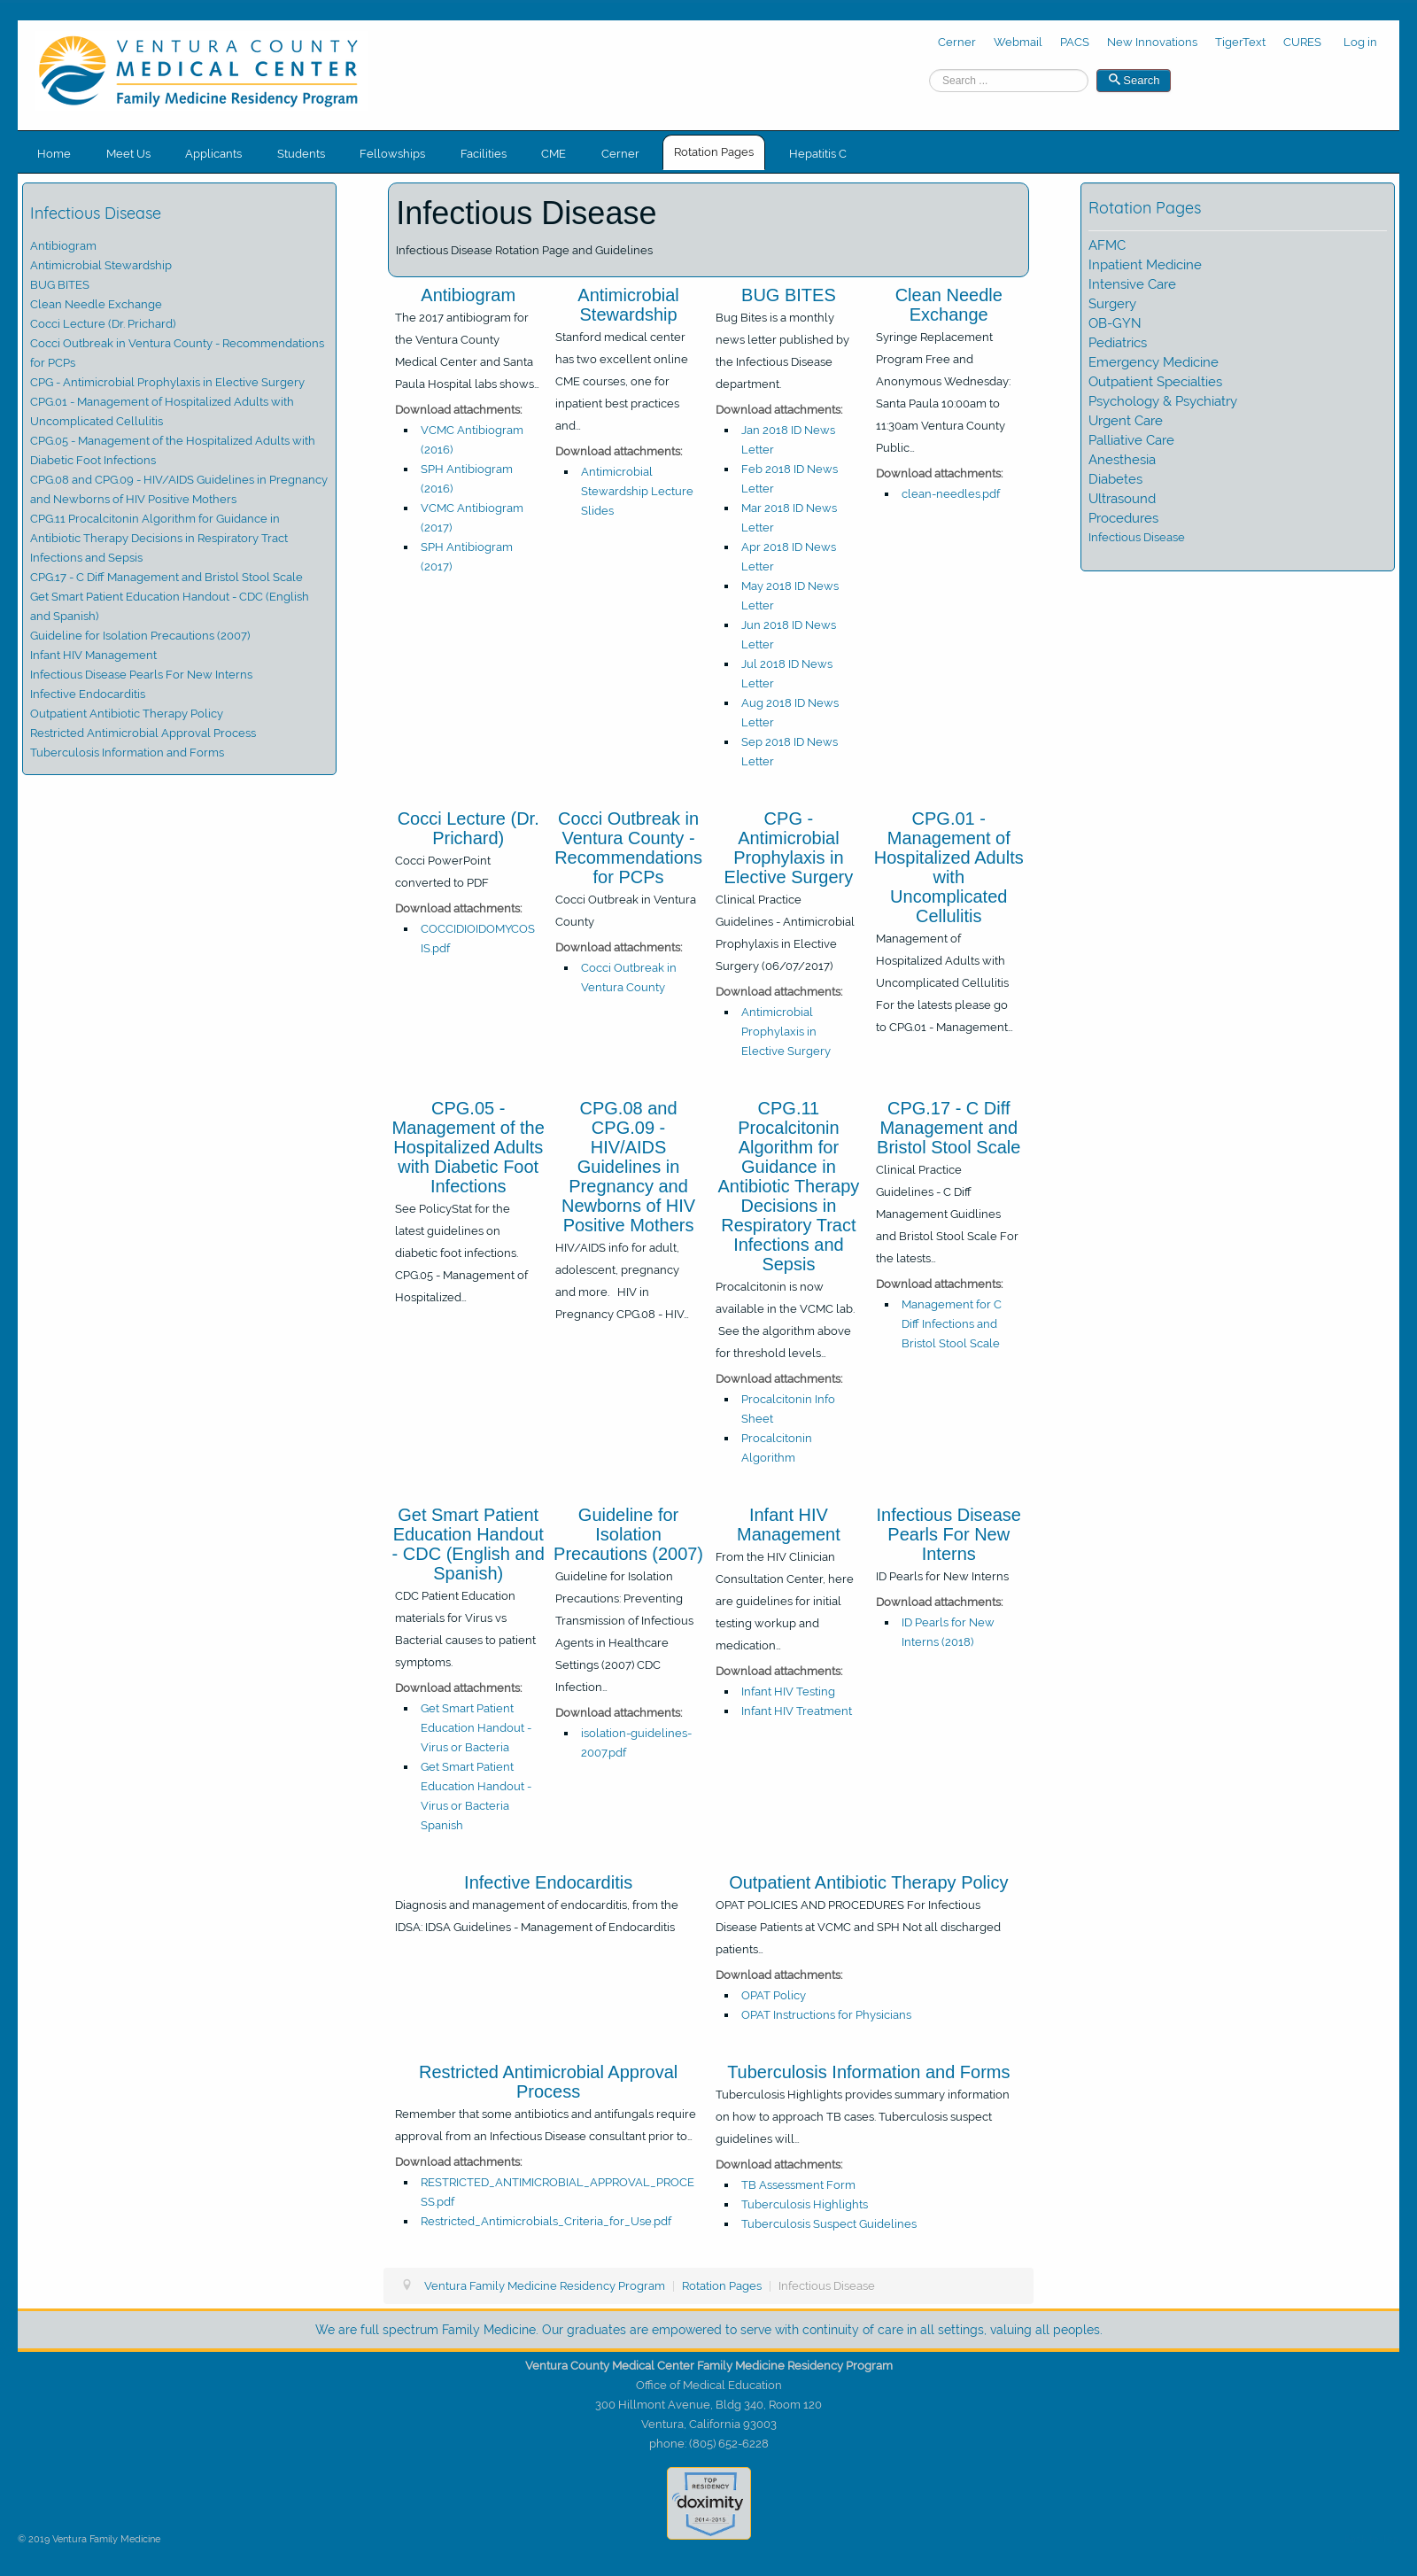 VENTURA COUNTY
MEDICAL CENTER
Family Medicine Residency Program
Cerner Webmail PACS New Innovations TigerText CURES Log in
Search ...
Search
Home Meet Us Applicants Students Fellowships Facilities CME Cerner Rotation Pages Hepatitis C
Infectious Disease
Antibiogram
Antimicrobial Stewardship
BUG BITES
Clean Needle Exchange
Cocci Lecture (Dr. Prichard)
Cocci Outbreak in Ventura County - Recommendations
for PCPs
CPG - Antimicrobial Prophylaxis in Elective Surgery
CPG.01 - Management of Hospitalized Adults with
Uncomplicated Cellulitis
CPG.05 - Management of the Hospitalized Adults with
Diabetic Foot Infections
CPG.08 and CPG.09 - HIV/AIDS Guidelines in Pregnancy
and Newborns of HIV Positive Mothers
CPG.11 Procalcitonin Algorithm for Guidance in
Antibiotic Therapy Decisions in Respiratory Tract
Infections and Sepsis
CPG.17 - C Diff Management and Bristol Stool Scale
Get Smart Patient Education Handout - CDC (English
and Spanish)
Guideline for Isolation Precautions (2007)
Infant HIV Management
Infectious Disease Pearls For New Interns
Infective Endocarditis
Outpatient Antibiotic Therapy Policy
Restricted Antimicrobial Approval Process
Tuberculosis Information and Forms
Infectious Disease
Infectious Disease Rotation Page and Guidelines
Antibiogram
The 2017 antibiogram for
the Ventura County
Medical Center and Santa
Paula Hospital labs shows...
Download attachments:
VCMC Antibiogram
(2016)
SPH Antibiogram
(2016)
VCMC Antibiogram
(2017)
SPH Antibiogram
(2017)
Antimicrobial
Stewardship
Stanford medical center
has two excellent online
CME courses, one for
inpatient best practices
and...
Download attachments:
Antimicrobial
Stewardship Lecture
Slides
BUG BITES
Bug Bites is a monthly
news letter published by
the Infectious Disease
department.
Download attachments:
Jan 2018 ID News
Letter
Feb 2018 ID News
Letter
Mar 2018 ID News
Letter
Apr 2018 ID News
Letter
May 2018 ID News
Letter
Jun 2018 ID News
Letter
Jul 2018 ID News
Letter
Aug 2018 ID News
Letter
Sep 2018 ID News
Letter
Clean Needle
Exchange
Syringe Replacement
Program Free and
Anonymous Wednesday:
Santa Paula 10:00am to
11:30am Ventura County
Public...
Download attachments:
clean-needles.pdf
Cocci Lecture (Dr.
Prichard)
Cocci PowerPoint
converted to PDF
Download attachments:
COCCIDIOIDOMYCOS
IS.pdf
Cocci Outbreak in
Ventura County -
Recommendations
for PCPs
Cocci Outbreak in Ventura
County
Download attachments:
Cocci Outbreak in
Ventura County
CPG -
Antimicrobial
Prophylaxis in
Elective Surgery
Clinical Practice
Guidelines - Antimicrobial
Prophylaxis in Elective
Surgery (06/07/2017)
Download attachments:
Antimicrobial
Prophylaxis in
Elective Surgery
CPG.01 -
Management of
Hospitalized Adults
with
Uncomplicated
Cellulitis
Management of
Hospitalized Adults with
Uncomplicated Cellulitis
For the latests please go
to CPG.01 - Management...
CPG.05 -
Management of the
Hospitalized Adults
with Diabetic Foot
Infections
See PolicyStat for the
latest guidelines on
diabetic foot infections.
CPG.05 - Management of
Hospitalized...
CPG.08 and
CPG.09 -
HIV/AIDS
Guidelines in
Pregnancy and
Newborns of HIV
Positive Mothers
HIV/AIDS info for adult,
adolescent, pregnancy
and more. HIV in
Pregnancy CPG.08 - HIV...
CPG.11
Procalcitonin
Algorithm for
Guidance in
Antibiotic Therapy
Decisions in
Respiratory Tract
Infections and
Sepsis
Procalcitonin is now
available in the VCMC lab.
See the algorithm above
for threshold levels...
Download attachments:
Procalcitonin Info
Sheet
Procalcitonin
Algorithm
CPG.17 - C Diff
Management and
Bristol Stool Scale
Clinical Practice
Guidelines - C Diff
Management Guidlines
and Bristol Stool Scale For
the latests...
Download attachments:
Management for C
Diff Infections and
Bristol Stool Scale
Get Smart Patient
Education Handout
- CDC (English and
Spanish)
CDC Patient Education
materials for Virus vs
Bacterial causes to patient
symptoms.
Download attachments:
Get Smart Patient
Education Handout -
Virus or Bacteria
Get Smart Patient
Education Handout -
Virus or Bacteria
Spanish
Guideline for
Isolation
Precautions (2007)
Guideline for Isolation
Precautions: Preventing
Transmission of Infectious
Agents in Healthcare
Settings (2007) CDC
Infection...
Download attachments:
isolation-guidelines-
2007.pdf
Infant HIV
Management
From the HIV Clinician
Consultation Center, here
are guidelines for initial
testing workup and
medication...
Download attachments:
Infant HIV Testing
Infant HIV Treatment
Infectious Disease
Pearls For New
Interns
ID Pearls for New Interns
Download attachments:
ID Pearls for New
Interns (2018)
Infective Endocarditis
Diagnosis and management of endocarditis, from the
IDSA: IDSA Guidelines - Management of Endocarditis
Outpatient Antibiotic Therapy Policy
OPAT POLICIES AND PROCEDURES For Infectious
Disease Patients at VCMC and SPH Not all discharged
patients...
Download attachments:
OPAT Policy
OPAT Instructions for Physicians
Restricted Antimicrobial Approval
Process
Remember that some antibiotics and antifungals require
approval from an Infectious Disease consultant prior to...
Download attachments:
RESTRICTED_ANTIMICROBIAL_APPROVAL_PROCE
SS.pdf
Restricted_Antimicrobials_Criteria_for_Use.pdf
Tuberculosis Information and Forms
Tuberculosis Highlights provides summary information
on how to approach TB cases. Tuberculosis suspect
guidelines will...
Download attachments:
TB Assessment Form
Tuberculosis Highlights
Tuberculosis Suspect Guidelines
Rotation Pages
AFMC
Inpatient Medicine
Intensive Care
Surgery
OB-GYN
Pediatrics
Emergency Medicine
Outpatient Specialties
Psychology & Psychiatry
Urgent Care
Palliative Care
Anesthesia
Diabetes
Ultrasound
Procedures
Infectious Disease
Ventura Family Medicine Residency Program | Rotation Pages | Infectious Disease
We are full spectrum Family Medicine. Our graduates are empowered to serve with continuity of care in all settings, valuing all peoples.
Ventura County Medical Center Family Medicine Residency Program
Office of Medical Education
300 Hillmont Avenue, Bldg 340, Room 120
Ventura, California 93003
phone: (805) 652-6228
TOP
RESIDENCY
doximity
2014-2015
© 2019 Ventura Family Medicine